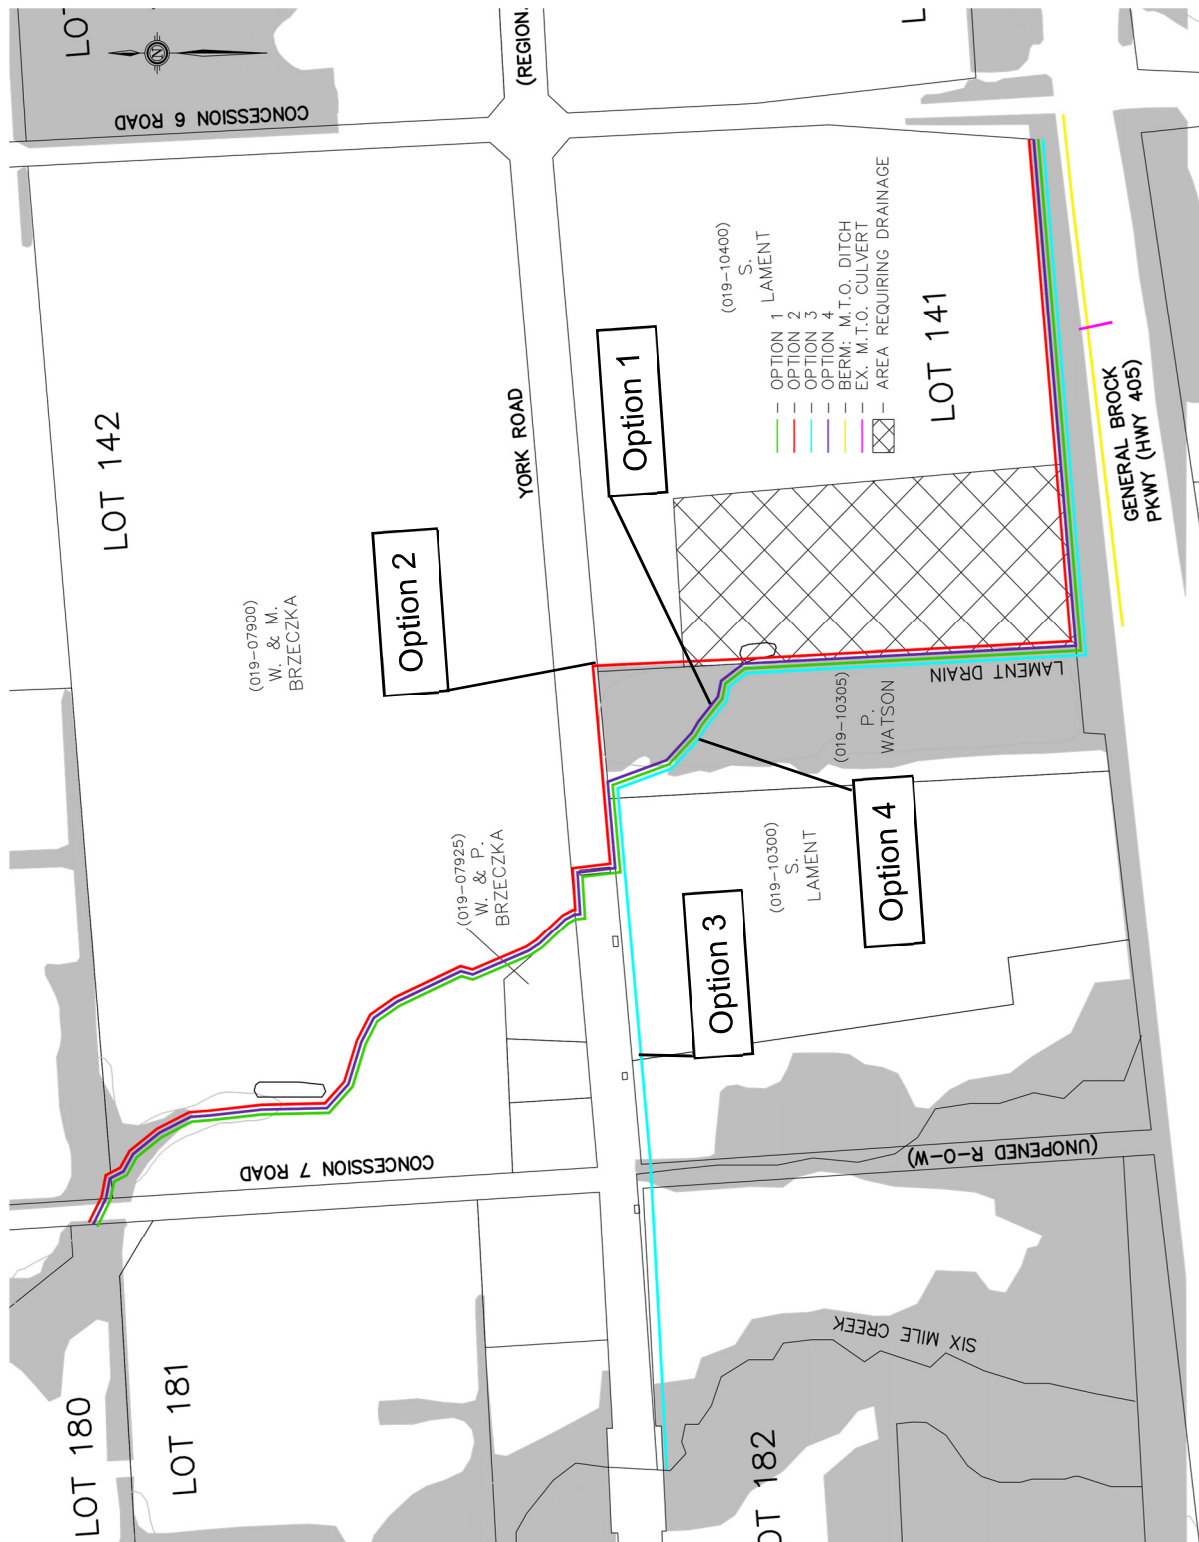 LO
N
CONCESSION 6 ROAD
(REGION.
L
LOT 142
YORK ROAD
(019-07900)
W. & M.
BRZECZKA
Option 2
Option 1
(019-10400)
S.
LAMENT
OPTION 1
OPTION 2
OPTION 3
OPTION 4
BERM: M.T.O. DITCH
EX. M.T.O. CULVERT
AREA REQUIRING DRAINAGE
LOT 141
GENERAL BROCK
PKWY (HWY 405)
LAMENT DRAIN
(019-10305)
P.
WATSON
(019-07925)
W. & P.
BRZECZKA
(019-10300)
S.
LAMENT
Option 4
Option 3
CONCESSION 7 ROAD
(UNOPENED R-O-W)
SIX MILE CREEK
LOT 180
LOT 181
OT 182